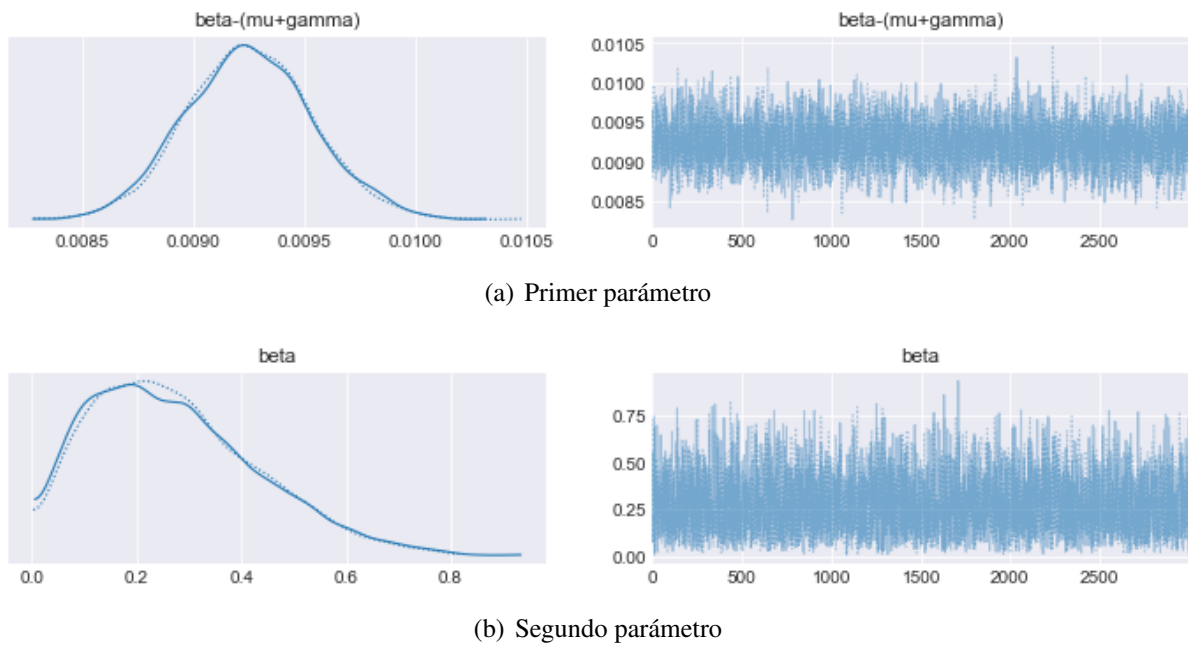 beta-(mu+gamma) beta-(mu+gamma)
0.0105
0.0100
0.0095
0.0090
0.0085
0.0085 0.0090 0.0095 0.0100 0.0105 0 500 1000 1500 2000 2500
(a) Primer parámetro
beta beta
0.75
0.50
0.25
0.00
0.0 0.2 0.4 0.6 0.8 0 500 1000 1500 2000 2500
(b) Segundo parámetro